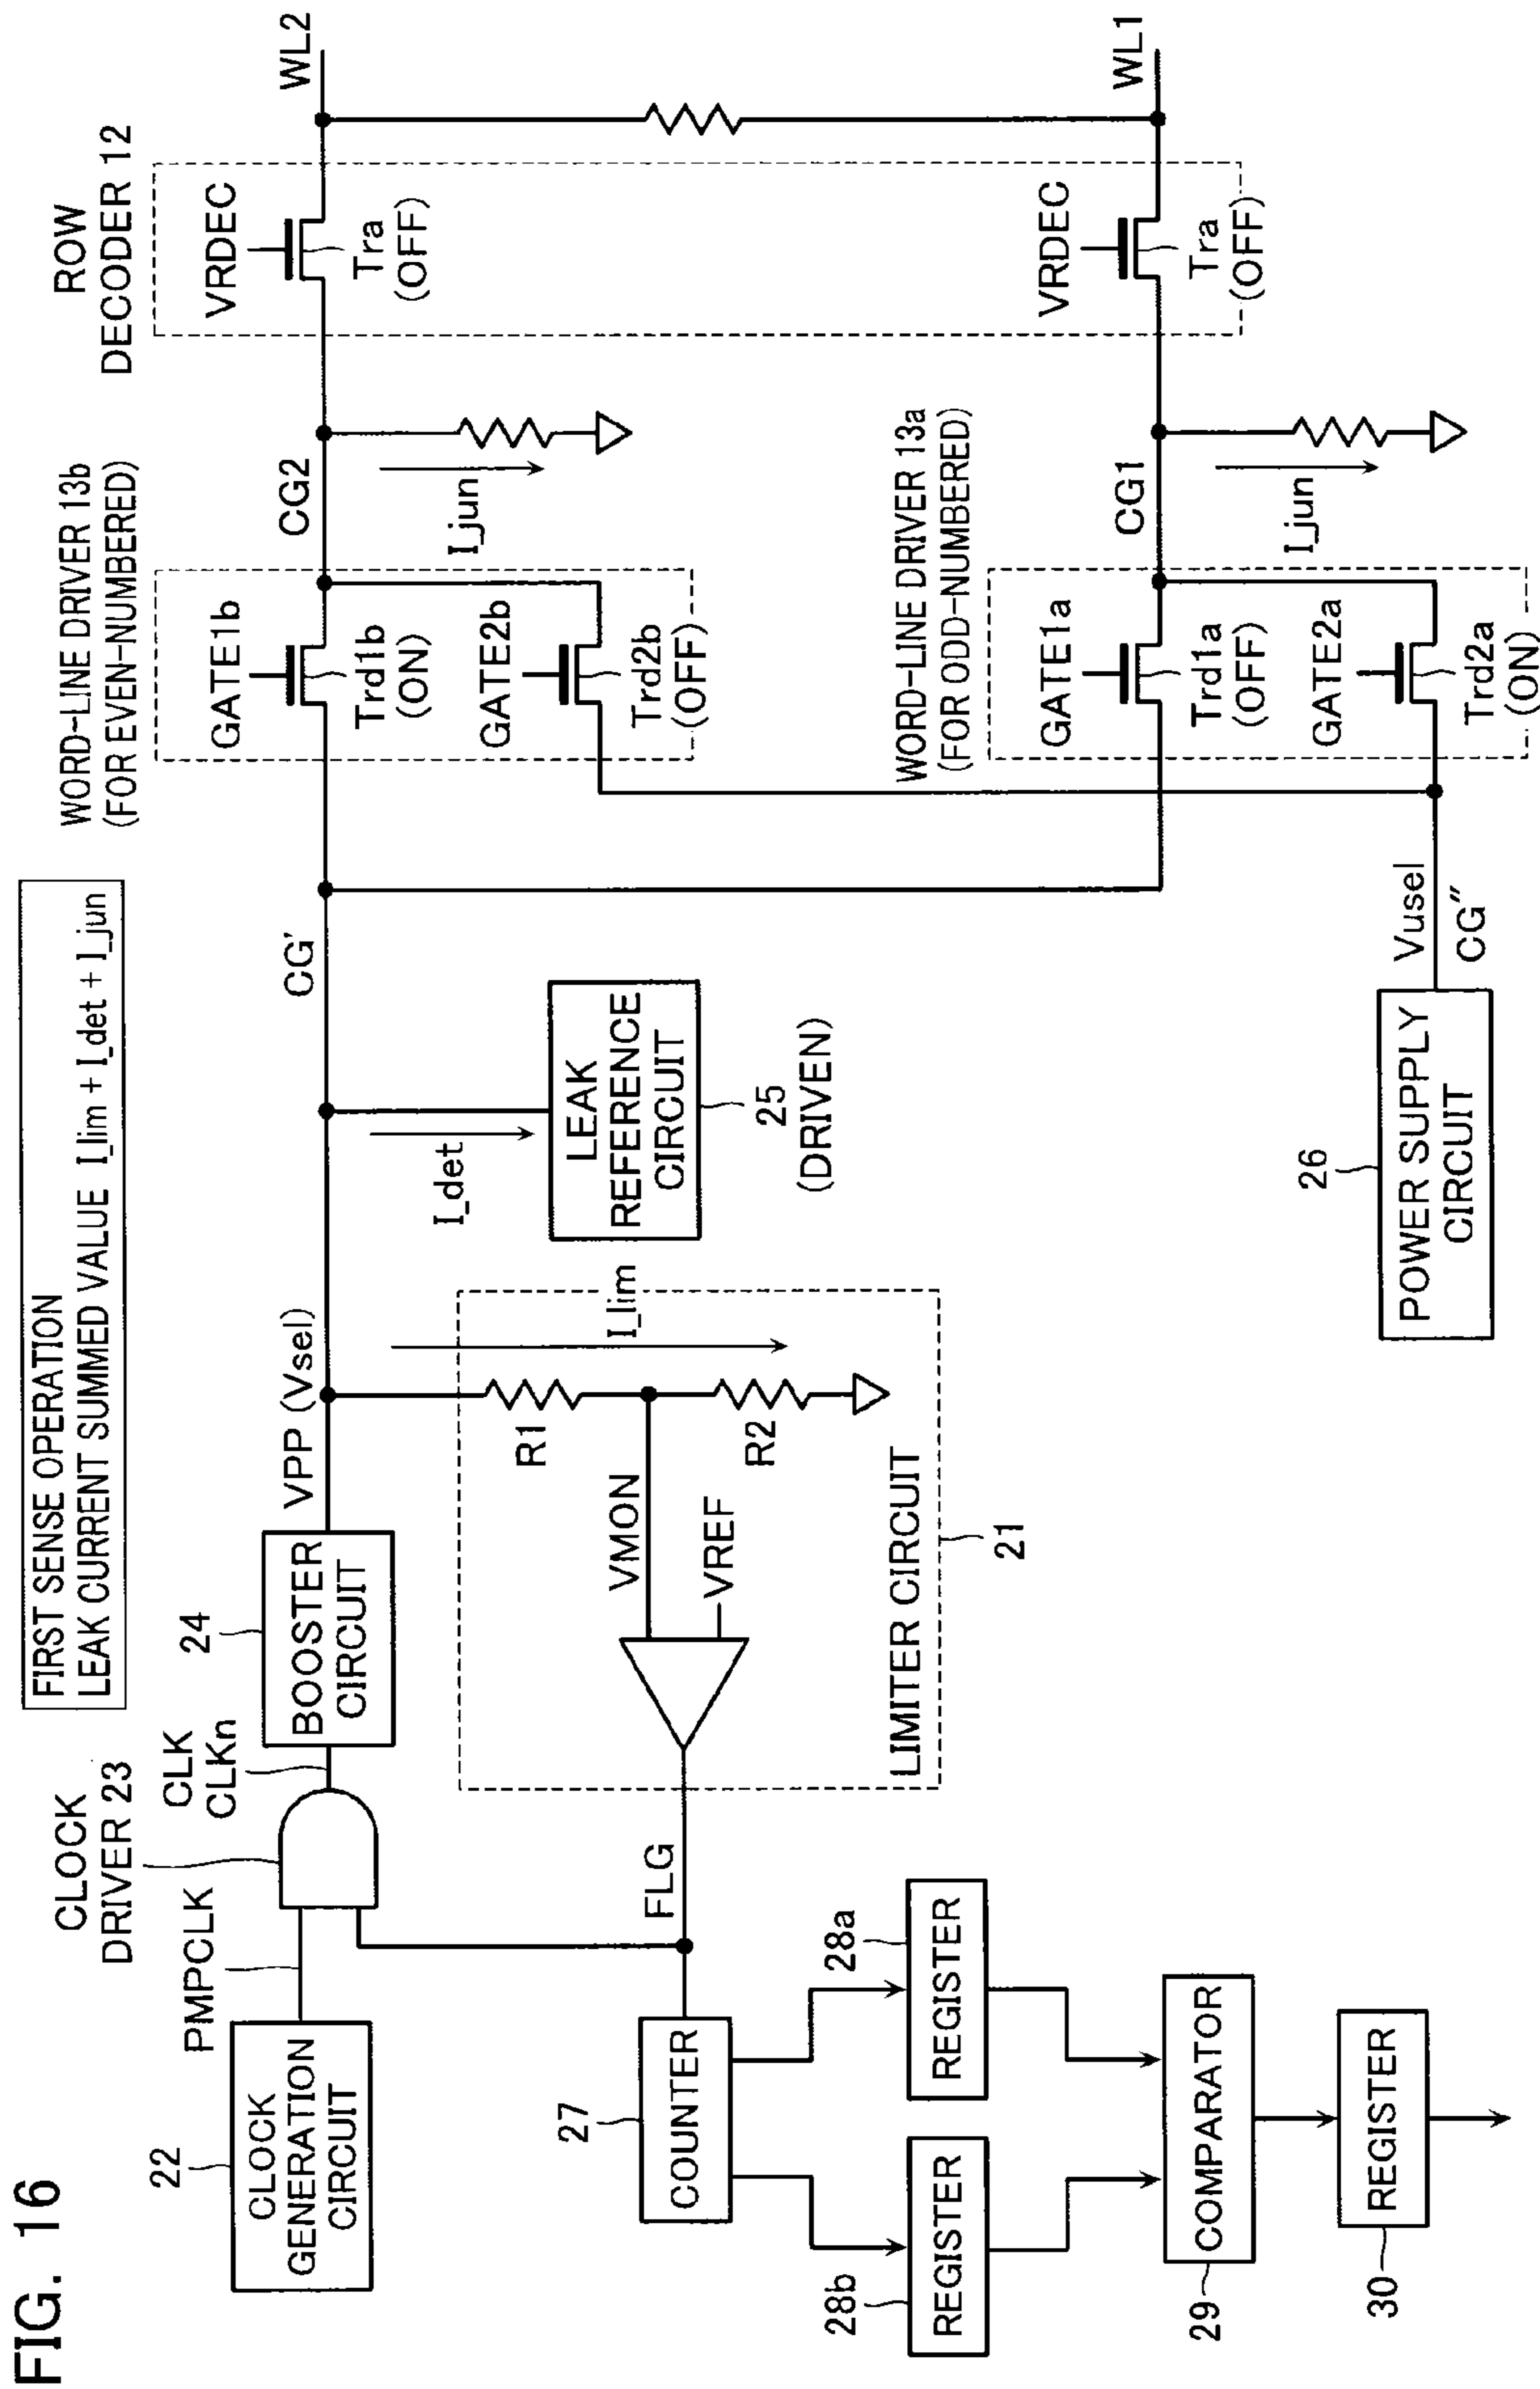 FIG. 16
FIRST SENSE OPERATION
LEAK CURRENT SUMMED VALUE I_lim + I_det + I_jun
22
CLOCK
GENERATION
CIRCUIT
PMPCLK
CLOCK
DRIVER 23
CLK
CLKn
24
BOOSTER
CIRCUIT
VPP (Vsel)
CG'
WORD-LINE DRIVER 13b
(FOR EVEN-NUMBERED)
GATE1b
Trd1b
(ON)
GATE2b
Trd2b
(OFF)
CG2
I_jun
ROW
DECODER 12
VRDEC
Tra
(OFF)
WL2
I_det
LEAK
REFERENCE
CIRCUIT
25
(DRIVEN)
I_lim
R1
R2
VMON
VREF
LIMITER CIRCUIT
21
FLG
27
COUNTER
28a
REGISTER
28b
REGISTER
29
COMPARATOR
30
REGISTER
WORD-LINE DRIVER 13a
(FOR ODD-NUMBERED)
GATE1a
Trd1a
(OFF)
GATE2a
Trd2a
(ON)
CG1
I_jun
VRDEC
Tra
(OFF)
WL1
26
POWER SUPPLY
CIRCUIT
Vusel
CG"